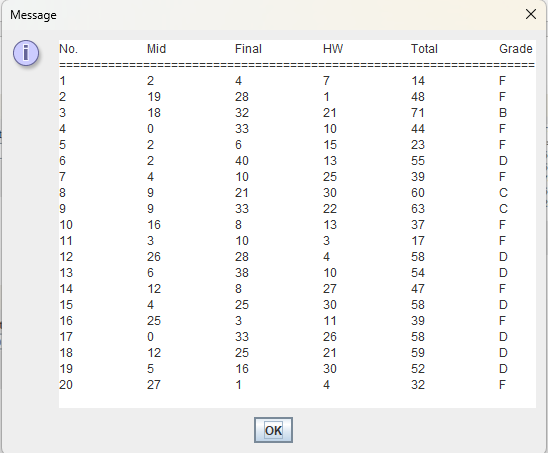 Message
No. Mid Final HW Total Grade
====================================================================
1 2 4 7 14 F
2 19 28 1 48 F
3 18 32 21 71 B
4 0 33 10 44 F
5 2 6 15 23 F
6 2 40 13 55 D
7 4 10 25 39 F
8 9 21 30 60 C
9 9 33 22 63 C
10 16 8 13 37 F
11 3 10 3 17 F
12 26 28 4 58 D
13 6 38 10 54 D
14 12 8 27 47 F
15 4 25 30 58 D
16 25 3 11 39 F
17 0 33 26 58 D
18 12 25 21 59 D
19 5 16 30 52 D
20 27 1 4 32 F
OK